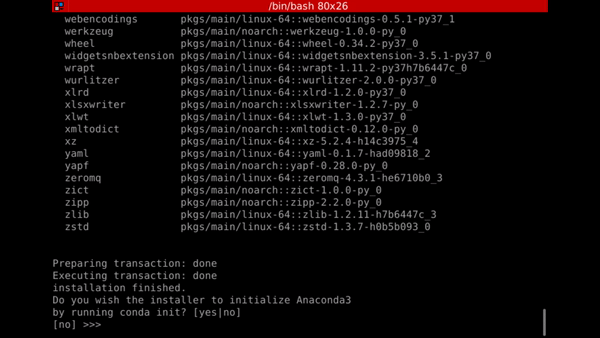 /bin/bash 80x26
webencodings pkgs/main/linux-64::webencodings-0.5.1-py37_1
werkzeug pkgs/main/noarch::werkzeug-1.0.0-py_0
wheel pkgs/main/linux-64::wheel-0.34.2-py37_0
widgetsnbextension pkgs/main/linux-64::widgetsnbextension-3.5.1-py37_0
wrapt pkgs/main/linux-64::wrapt-1.11.2-py37h7b6447c_0
wurlitzer pkgs/main/linux-64::wurlitzer-2.0.0-py37_0
xlrd pkgs/main/linux-64::xlrd-1.2.0-py37_0
xlsxwriter pkgs/main/noarch::xlsxwriter-1.2.7-py_0
xlwt pkgs/main/linux-64::xlwt-1.3.0-py37_0
xmltodict pkgs/main/noarch::xmltodict-0.12.0-py_0
xz pkgs/main/linux-64::xz-5.2.4-h14c3975_4
yaml pkgs/main/linux-64::yaml-0.1.7-had09818_2
yapf pkgs/main/noarch::yapf-0.28.0-py_0
zeromq pkgs/main/linux-64::zeromq-4.3.1-he6710b0_3
zict pkgs/main/noarch::zict-1.0.0-py_0
zipp pkgs/main/noarch::zipp-2.2.0-py_0
zlib pkgs/main/linux-64::zlib-1.2.11-h7b6447c_3
zstd pkgs/main/linux-64::zstd-1.3.7-h0b5b093_0
Preparing transaction: done
Executing transaction: done
installation finished.
Do you wish the installer to initialize Anaconda3
by running conda init? [yes|no]
[no] >>>